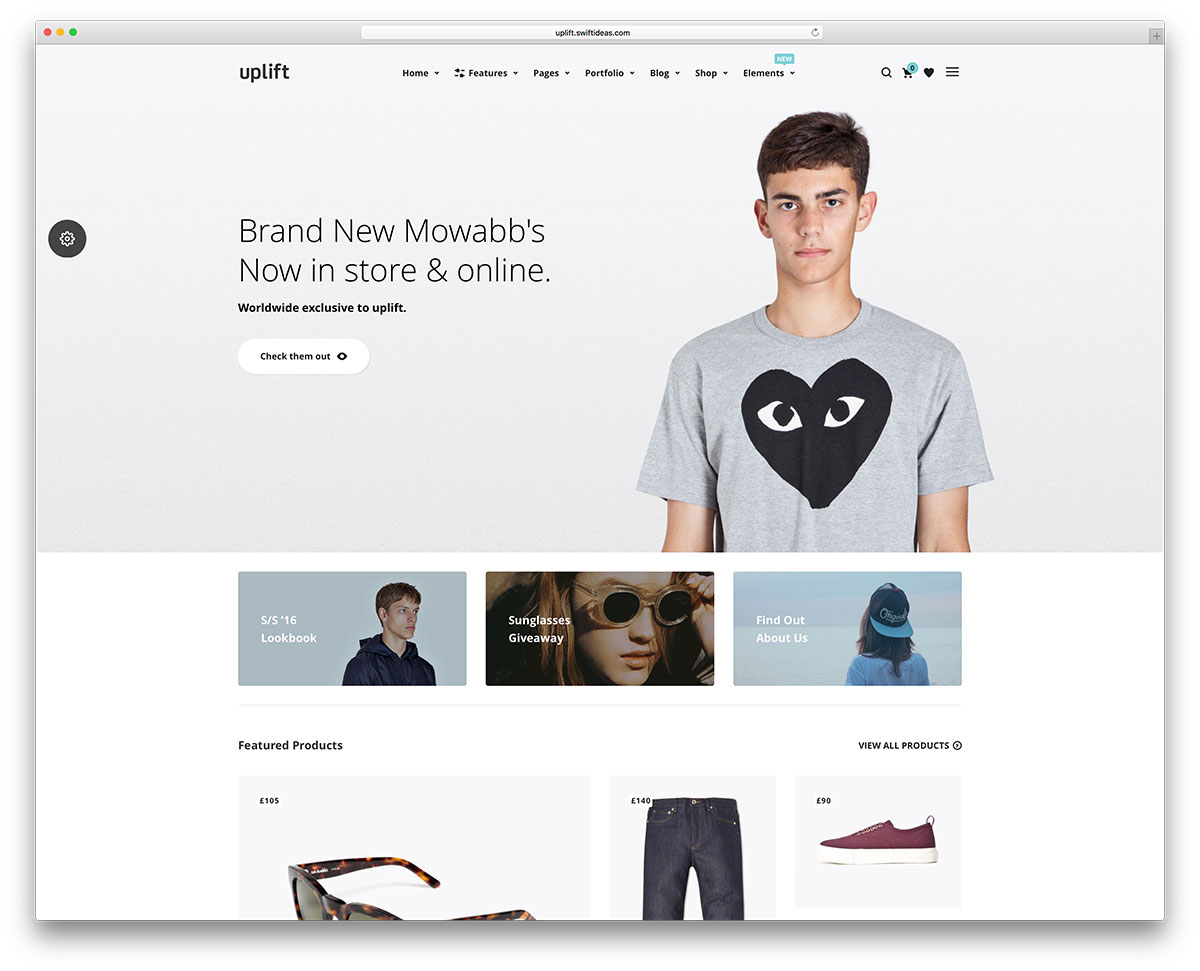 uplift.swiftideas.com
uplift
Home
Features
Pages
Portfolio
Blog
Shop
Elements
NEW
0
Brand New Mowabb's
Now in store & online.
Worldwide exclusive to uplift.
Check them out
S/S '16
Lookbook
Sunglasses
Giveaway
Find Out
About Us
Featured Products
VIEW ALL PRODUCTS
£105
£140
£90